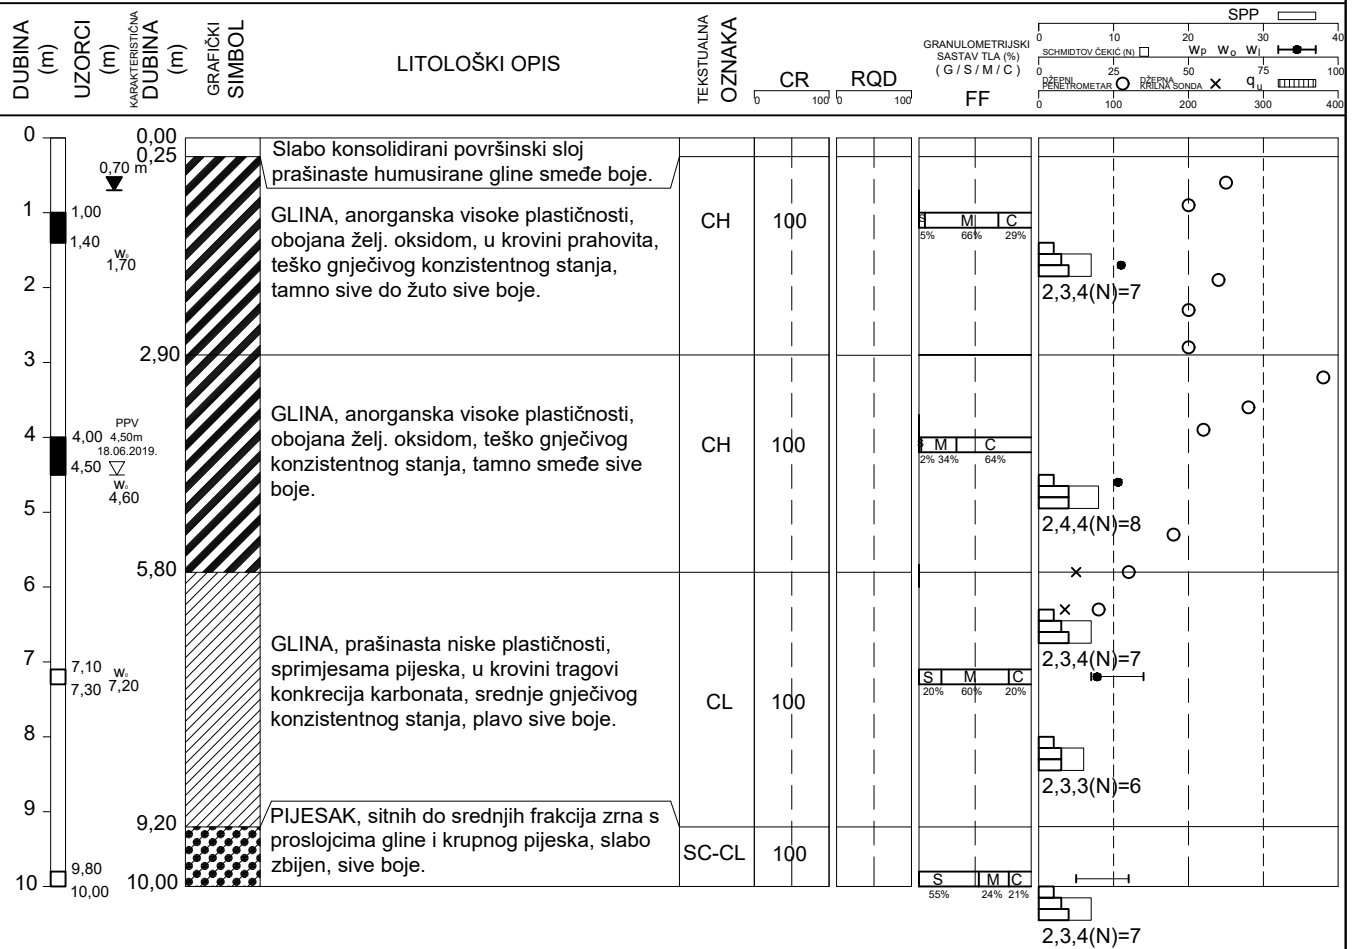 DUBINA (m)
UZORCI (m)
KARAKTERISTIČNA DUBINA (m)
GRAFIČKI SIMBOL
LITOLOŠKI OPIS
TEKSTUALNA OZNAKA
CR
0 100
RQD
0 100
GRANULOMETRIJSKI
SASTAV TLA (%)
( G / S / M / C )
FF
SPP
0 10 20 30 40
SCHMIDTOV ČEKIĆ (N) Wp Wo Wl
0 25 50 75 100
DŽEPNI PENETROMETAR DŽEPNA KRILNA SONDA qu
0 100 200 300 400
0
1
2
3
4
5
6
7
8
9
10
1,00
1,40
4,00
4,50
7,10
7,30
9,80
10,00
0,00
0,25
0,70 m
Wo
1,70
2,90
PPV
4,50m
18.06.2019.
Wo
4,60
5,80
Wo
7,20
9,20
10,00
Slabo konsolidirani površinski sloj
prašinaste humusirane gline smeđe boje.
GLINA, anorganska visoke plastičnosti,
obojana želj. oksidom, u krovini prahovita,
teško gnječivog konzistentnog stanja,
tamno sive do žuto sive boje.
CH
100
S M C
5% 66% 29%
2,3,4(N)=7
GLINA, anorganska visoke plastičnosti,
obojana želj. oksidom, teško gnječivog
konzistentnog stanja, tamno smeđe sive
boje.
CH
100
S M C
2% 34% 64%
2,4,4(N)=8
GLINA, prašinasta niske plastičnosti,
sprimjesama pijeska, u krovini tragovi
konkrecija karbonata, srednje gnječivog
konzistentnog stanja, plavo sive boje.
CL
100
S M C
20% 60% 20%
2,3,4(N)=7
2,3,3(N)=6
PIJESAK, sitnih do srednjih frakcija zrna s
proslojcima gline i krupnog pijeska, slabo
zbijen, sive boje.
SC-CL
100
S M C
55% 24% 21%
2,3,4(N)=7